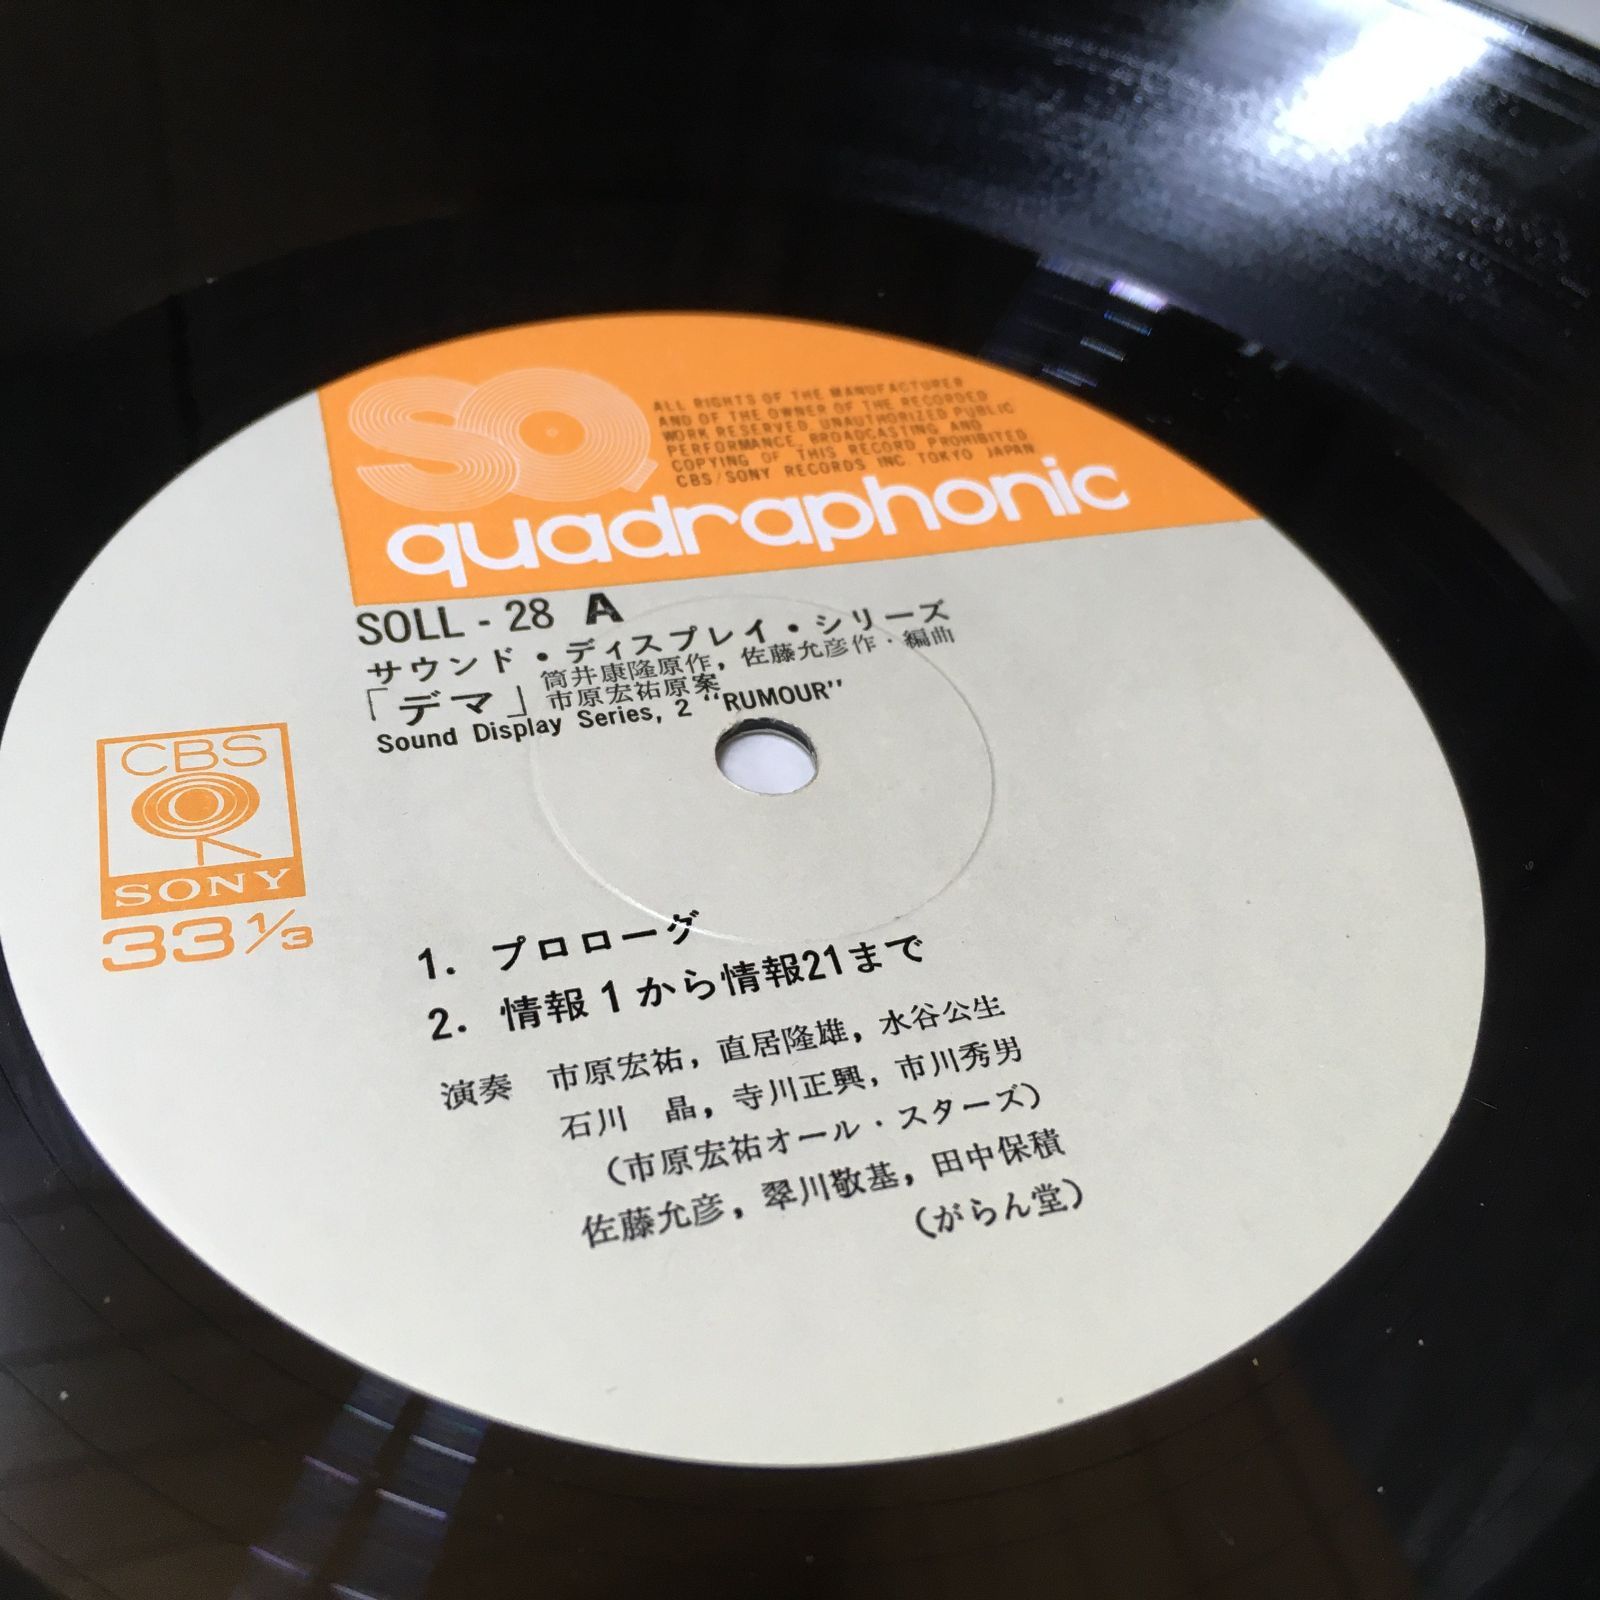 SQ
ALL RIGHTS OF THE MANUFACTURER
AND OF THE OWNER OF THE RECORDED
WORK RESERVED. UNAUTHORIZED PUBLIC
PERFORMANCE, BROADCASTING AND
COPYING OF THIS RECORD PROHIBITED
CBS/SONY RECORDS INC. TOKYO JAPAN
quadraphonic
SOLL - 28 A
サウンド・ディスプレイ・シリーズ
筒井康隆原作, 佐藤允彦作・編曲
「デマ」市原宏祐原案
Sound Display Series, 2 "RUMOUR"
CBS
SONY
33 1/3
1. プロローグ
2. 情報1から情報21まで
演奏 市原宏祐, 直居隆雄, 水谷公生
石川 晶, 寺川正興, 市川秀男
(市原宏祐オール・スターズ)
佐藤允彦, 翠川敬基, 田中保積
(がらん堂)